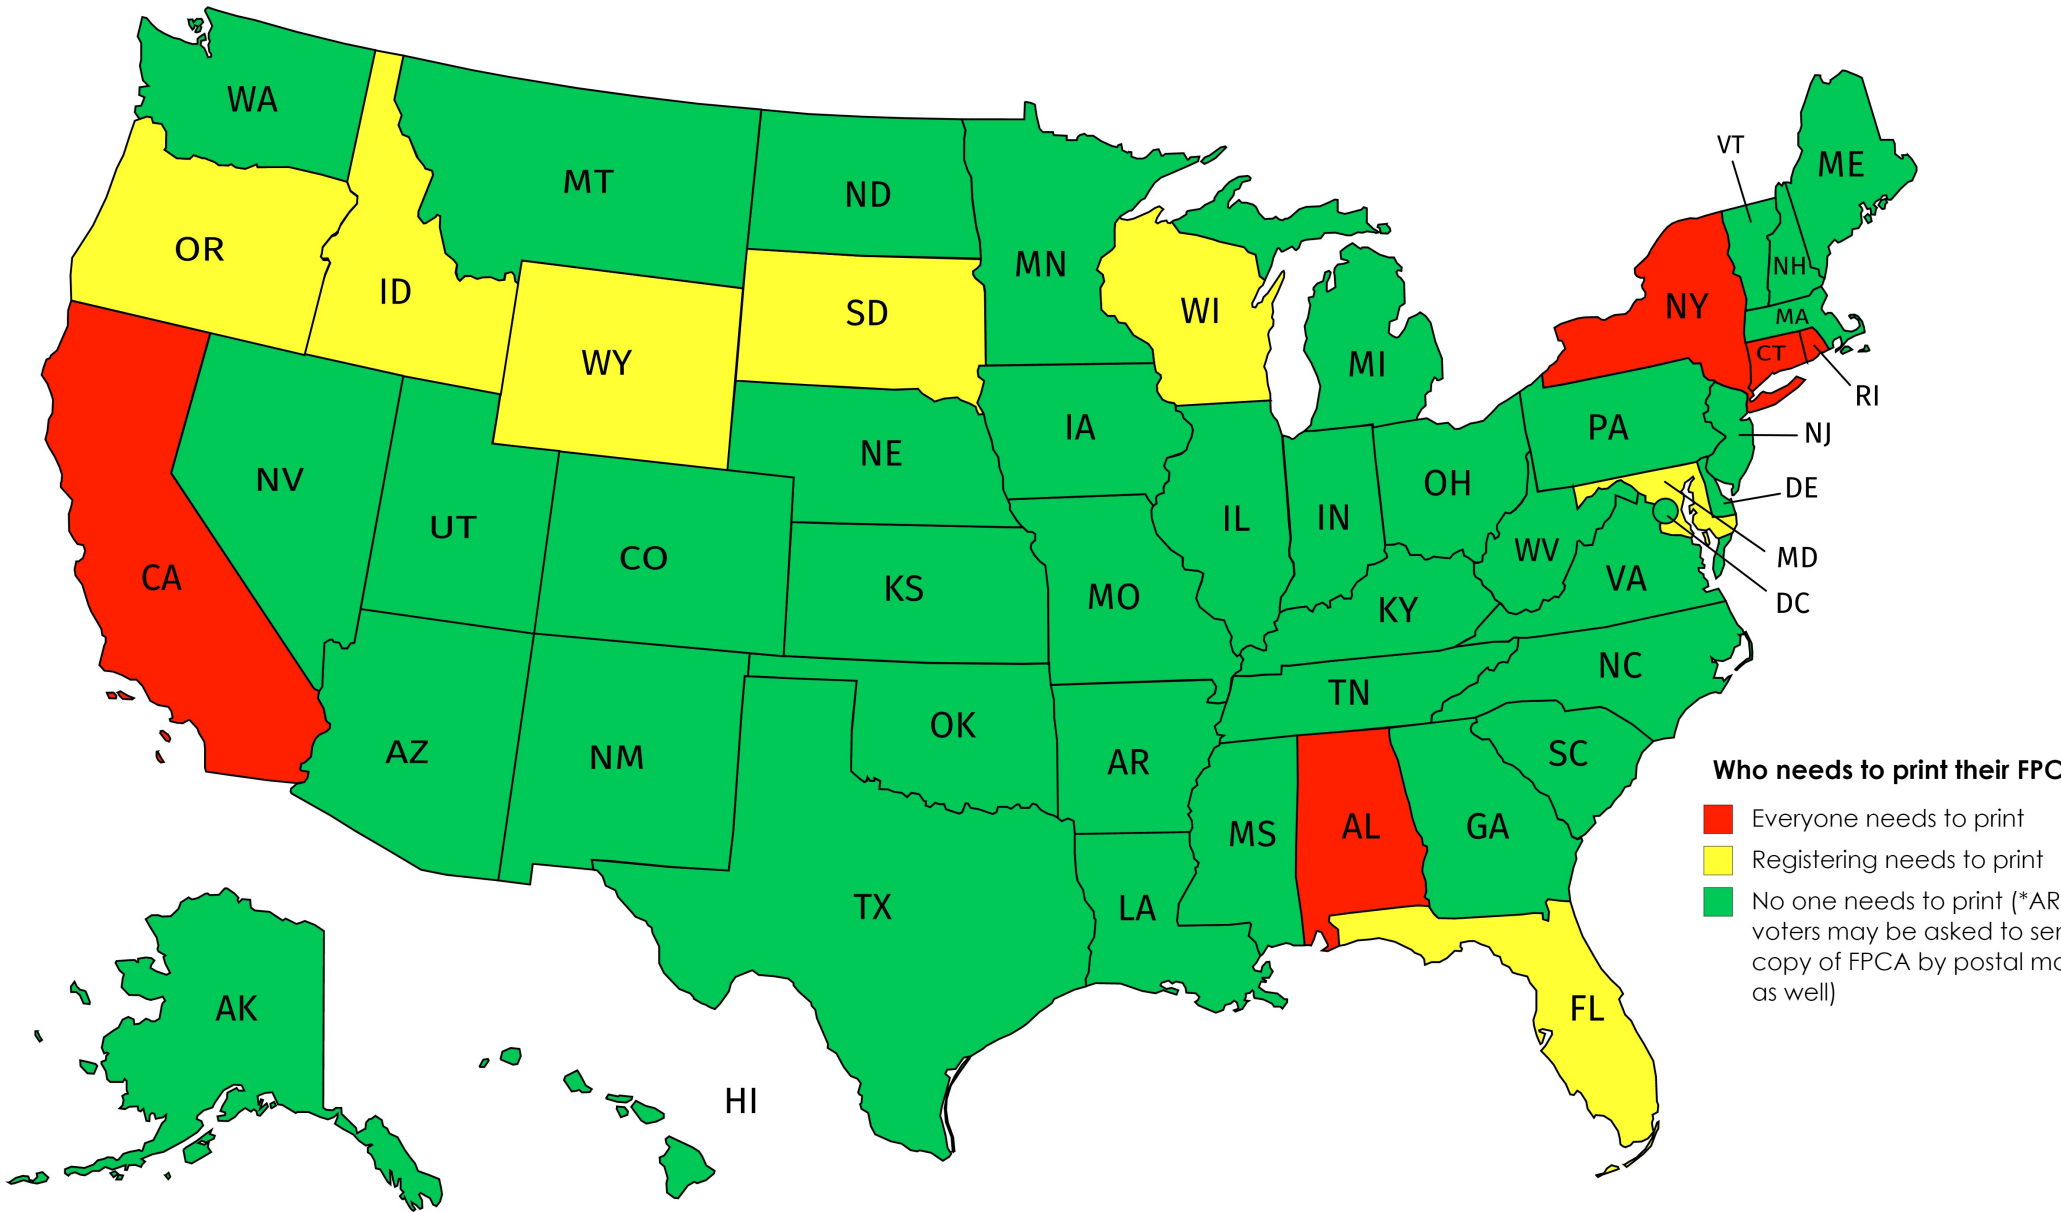 WA
MT
ND
MN
VT
ME
OR
ID
SD
WI
NH
NY
MA
WY
MI
CT
RI
IA
PA
NJ
NE
NV
OH
DE
UT
IL
IN
CO
WV
MD
CA
KS
MO
VA
KY
DC
NC
TN
OK
AZ
NM
AR
SC
Who needs to print their FPC
MS
AL
GA
Everyone needs to print
Registering needs to print
TX
LA
No one needs to print (*AR
voters may be asked to ser
copy of FPCA by postal ma
as well)
AK
FL
HI